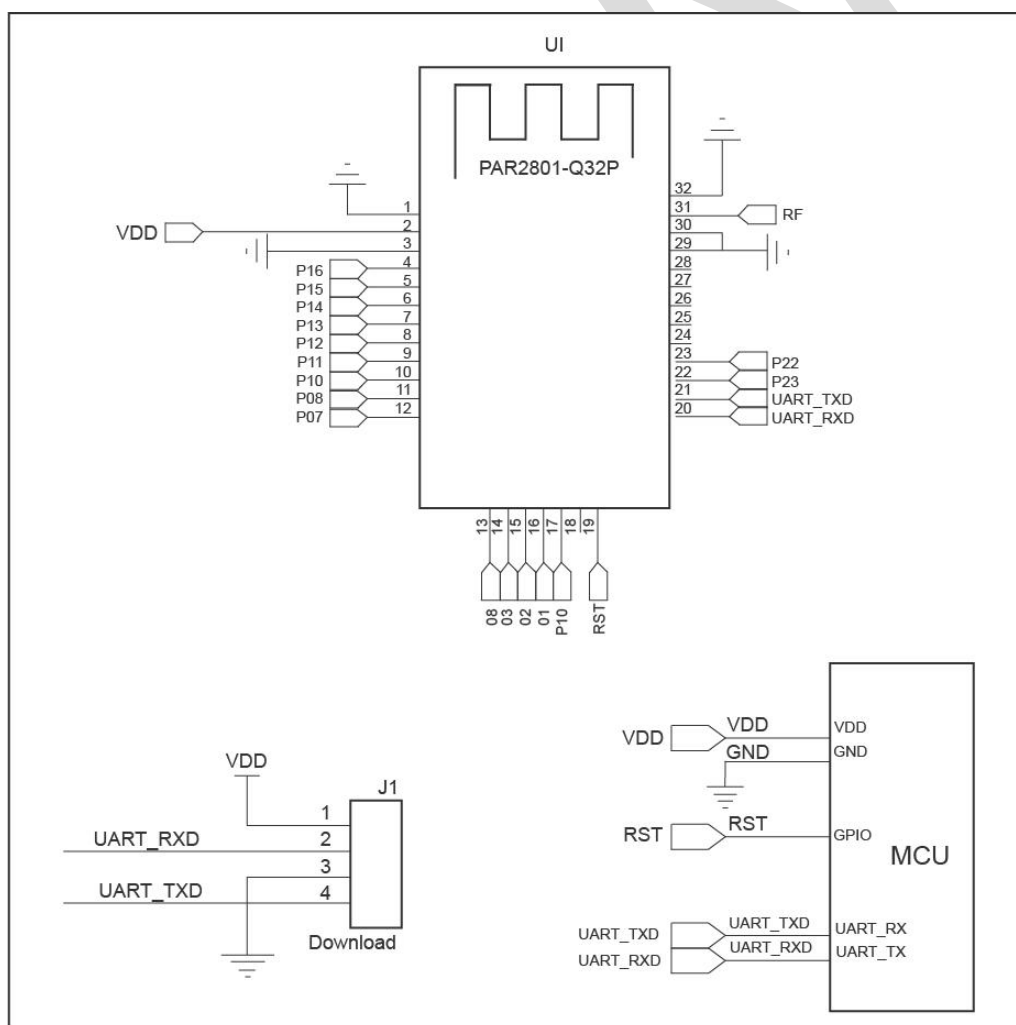 UI
PAR2801-Q32P
VDD
1
2
3
P16 4
P15 5
P14 6
P13 7
P12 8
P11 9
P10 10
P08 11
P07 12
32
31 RF
30
29
28
27
26
25
24
23 P22
22 P23
21 UART_TXD
20 UART_RXD
13 14 15 16 17 18 19
08 03 02 01 P10 RST
VDD
J1
1
UART_RXD 2
3
UART_TXD 4
Download
VDD VDD VDD
GND GND
RST RST GPIO
MCU
UART_TXD UART_TXD UART_RX
UART_RXD UART_RXD UART_TX